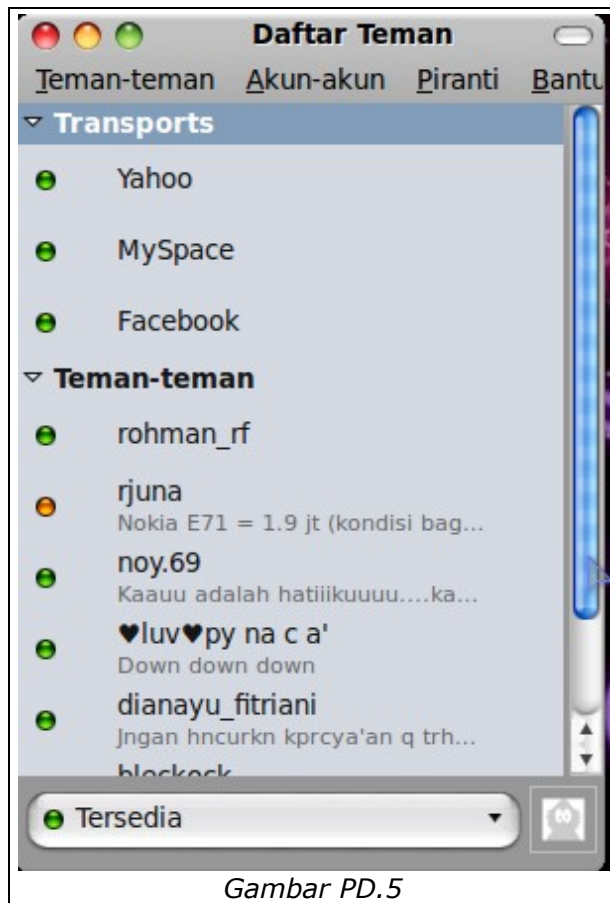 Daftar Teman
Teman-teman Akun-akun Piranti Bantu
Transports
Yahoo
MySpace
Facebook
Teman-teman
rohman_rf
rjuna
Nokia E71 = 1.9 jt (kondisi bag...
noy.69
Kaauu adalah hatiiikuuuu....ka...
♥luv♥py na c a'
Down down down
dianayu_fitriani
Jngan hncurkn kprcya'an q trh...
Tersedia
Gambar PD.5